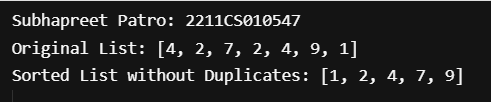 Subhapreet Patro: 2211CS010547
Original List: [4, 2, 7, 2, 4, 9, 1]
Sorted List without Duplicates: [1, 2, 4, 7, 9]